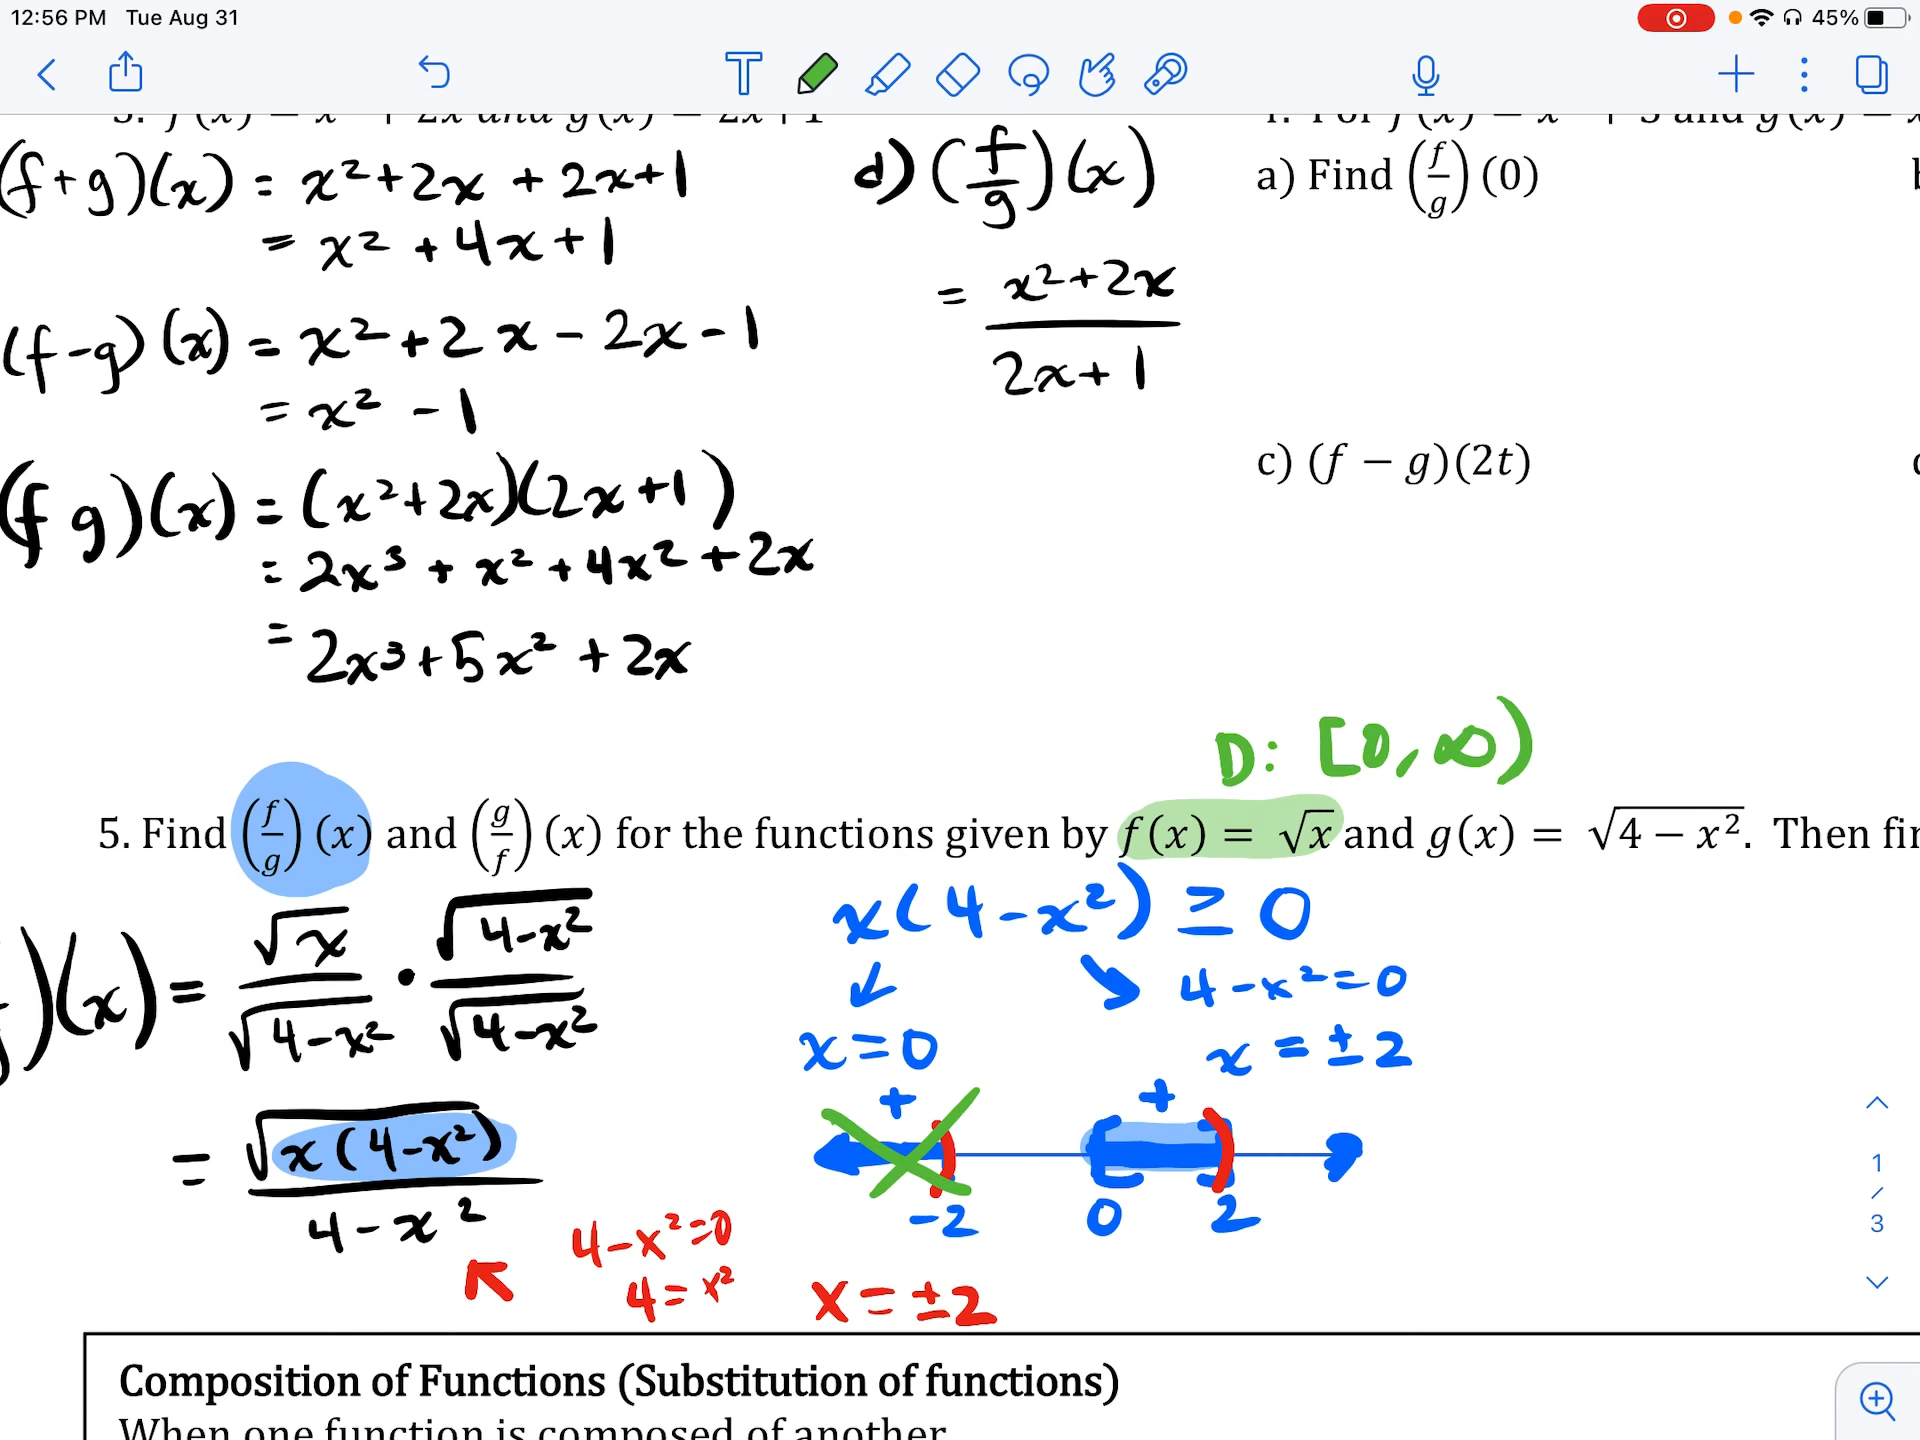 12:56 PM Tue Aug 31
45%
(f+g)(x) = x²+2x + 2x+1
= x² + 4x + 1
(f-g)(x) = x²+2x - 2x - 1
= x² - 1
(fg)(x) = (x²+2x)(2x+1)
= 2x³ + x² + 4x² + 2x
= 2x³+5x² + 2x
d) (f/g)(x)
= (x²+2x)/(2x+1)
a) Find (f/g)(0)
c) (f − g)(2t)
D: [0,∞)
5. Find (f/g)(x) and (g/f)(x) for the functions given by f(x) = √x and g(x) = √(4 − x²). Then
)(x) = √x/√(4-x²) · √(4-x²)/√(4-x²)
= √(x(4-x²))/(4-x²)
4-x²=0
4=x²
x=±2
x(4-x²) ≥ 0
x=0
4-x²=0
x = ±2
+ +
-2 0 2
1
/
3
Composition of Functions (Substitution of functions)
When one function is composed of another